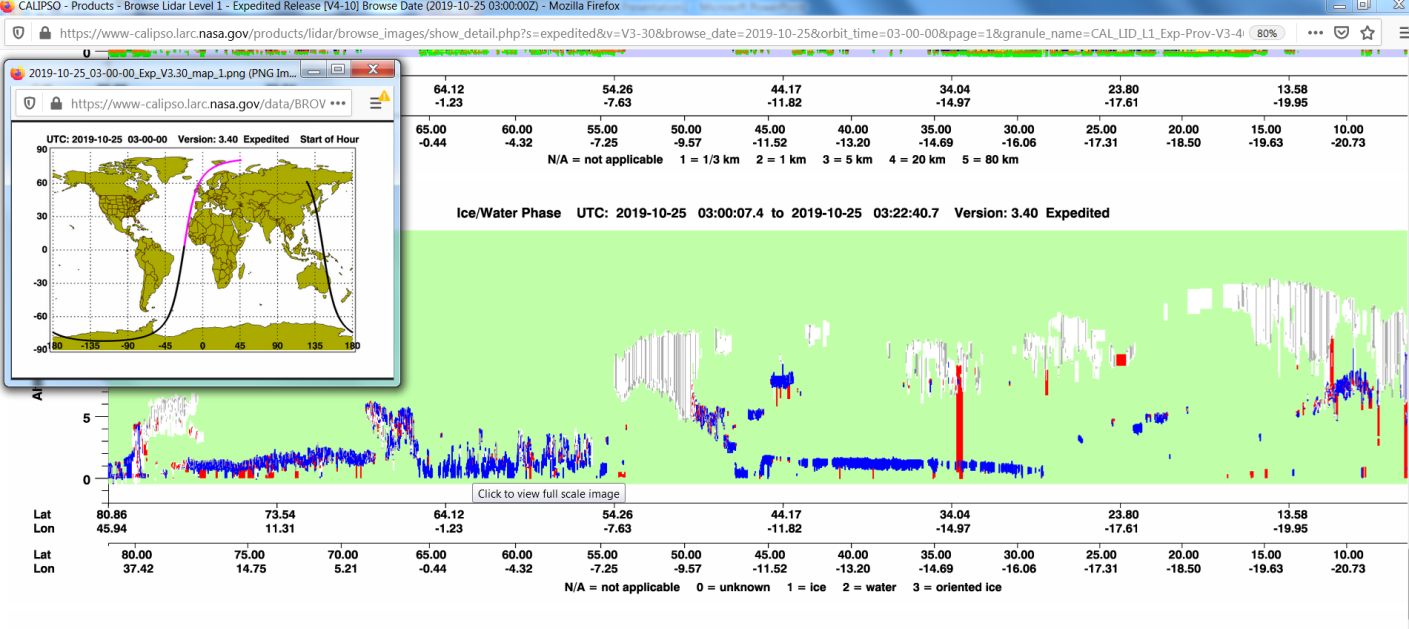 CALIPSO - Products - Browse Lidar Level 1 - Expedited Release [V4-10] Browse Date (2019-10-25 03:00:00Z) - Mozilla Firefox
https://www-calipso.larc.nasa.gov/products/lidar/browse_images/show_detail.php?s=expedited&v=V3-30&browse_date=2019-10-25&orbit_time=03-00-00&page=1&granule_name=CAL_LID_L1_Exp-Prov-V3-4 80%
0
2019-10-25_03-00-00_Exp_V3.30_map_1.png (PNG Im...
https://www-calipso.larc.nasa.gov/data/BROV
UTC: 2019-10-25 03-00-00 Version: 3.40 Expedited Start of Hour
90
60
30
0
-30
-60
-90
180 -135 -90 -45 0 45 90 135 180
64.12 54.26 44.17 34.04 23.80 13.58
-1.23 -7.63 -11.82 -14.97 -17.61 -19.95
65.00 60.00 55.00 50.00 45.00 40.00 35.00 30.00 25.00 20.00 15.00 10.00
-0.44 -4.32 -7.25 -9.57 -11.52 -13.20 -14.69 -16.06 -17.31 -18.50 -19.63 -20.73
N/A = not applicable 1 = 1/3 km 2 = 1 km 3 = 5 km 4 = 20 km 5 = 80 km
Ice/Water Phase UTC: 2019-10-25 03:00:07.4 to 2019-10-25 03:22:40.7 Version: 3.40 Expedited
5
0
Click to view full scale image
Lat 80.86 73.54 64.12 54.26 44.17 34.04 23.80 13.58
Lon 45.94 11.31 -1.23 -7.63 -11.82 -14.97 -17.61 -19.95
Lat 80.00 75.00 70.00 65.00 60.00 55.00 50.00 45.00 40.00 35.00 30.00 25.00 20.00 15.00 10.00
Lon 37.42 14.75 5.21 -0.44 -4.32 -7.25 -9.57 -11.52 -13.20 -14.69 -16.06 -17.31 -18.50 -19.63 -20.73
N/A = not applicable 0 = unknown 1 = ice 2 = water 3 = oriented ice